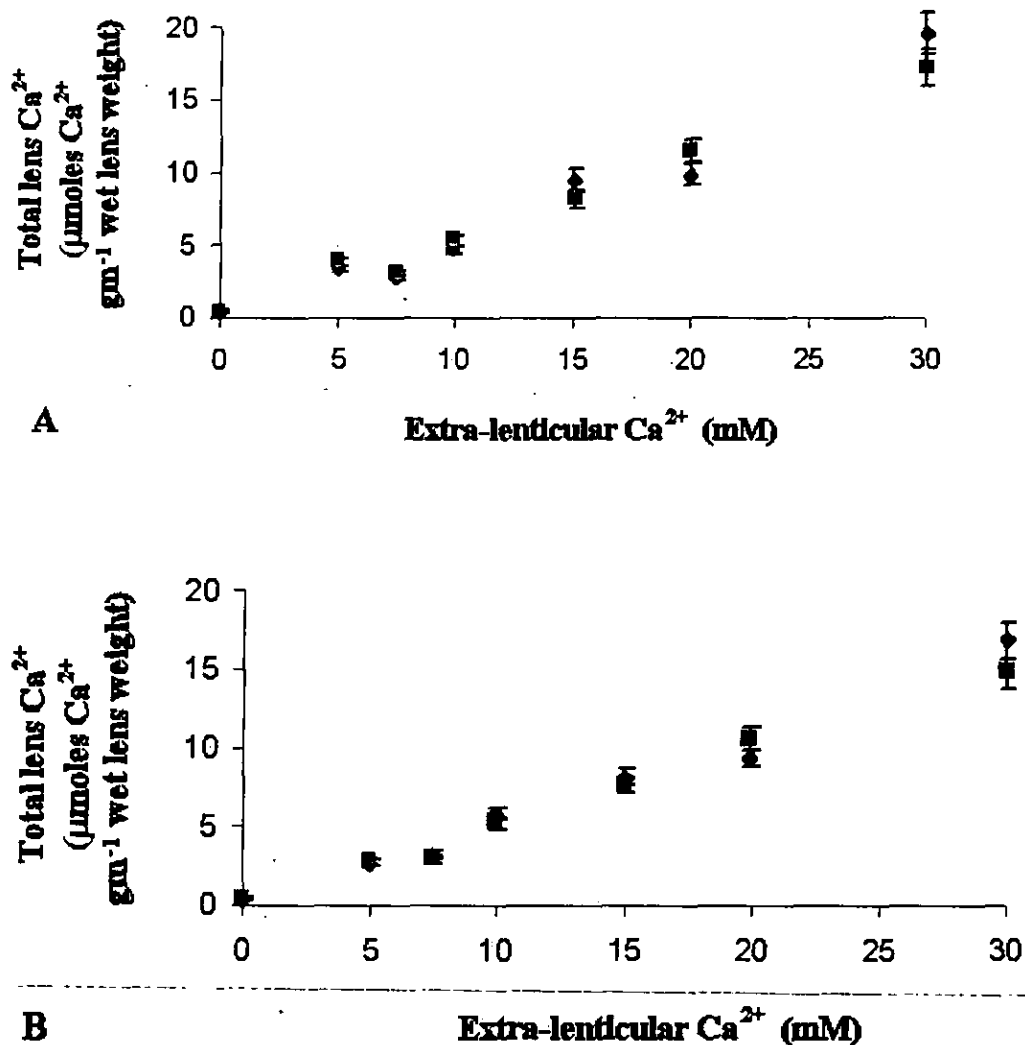 Total lens Ca²⁺
(µmoles Ca²⁺
gm⁻¹ wet lens weight)
20
15
10
5
0
0 5 10 15 20 25 30
A
Extra-lenticular Ca²⁺ (mM)
Total lens Ca²⁺
(µmoles Ca²⁺
gm⁻¹ wet lens weight)
20
15
10
5
0
0 5 10 15 20 25 30
B
Extra-lenticular Ca²⁺ (mM)